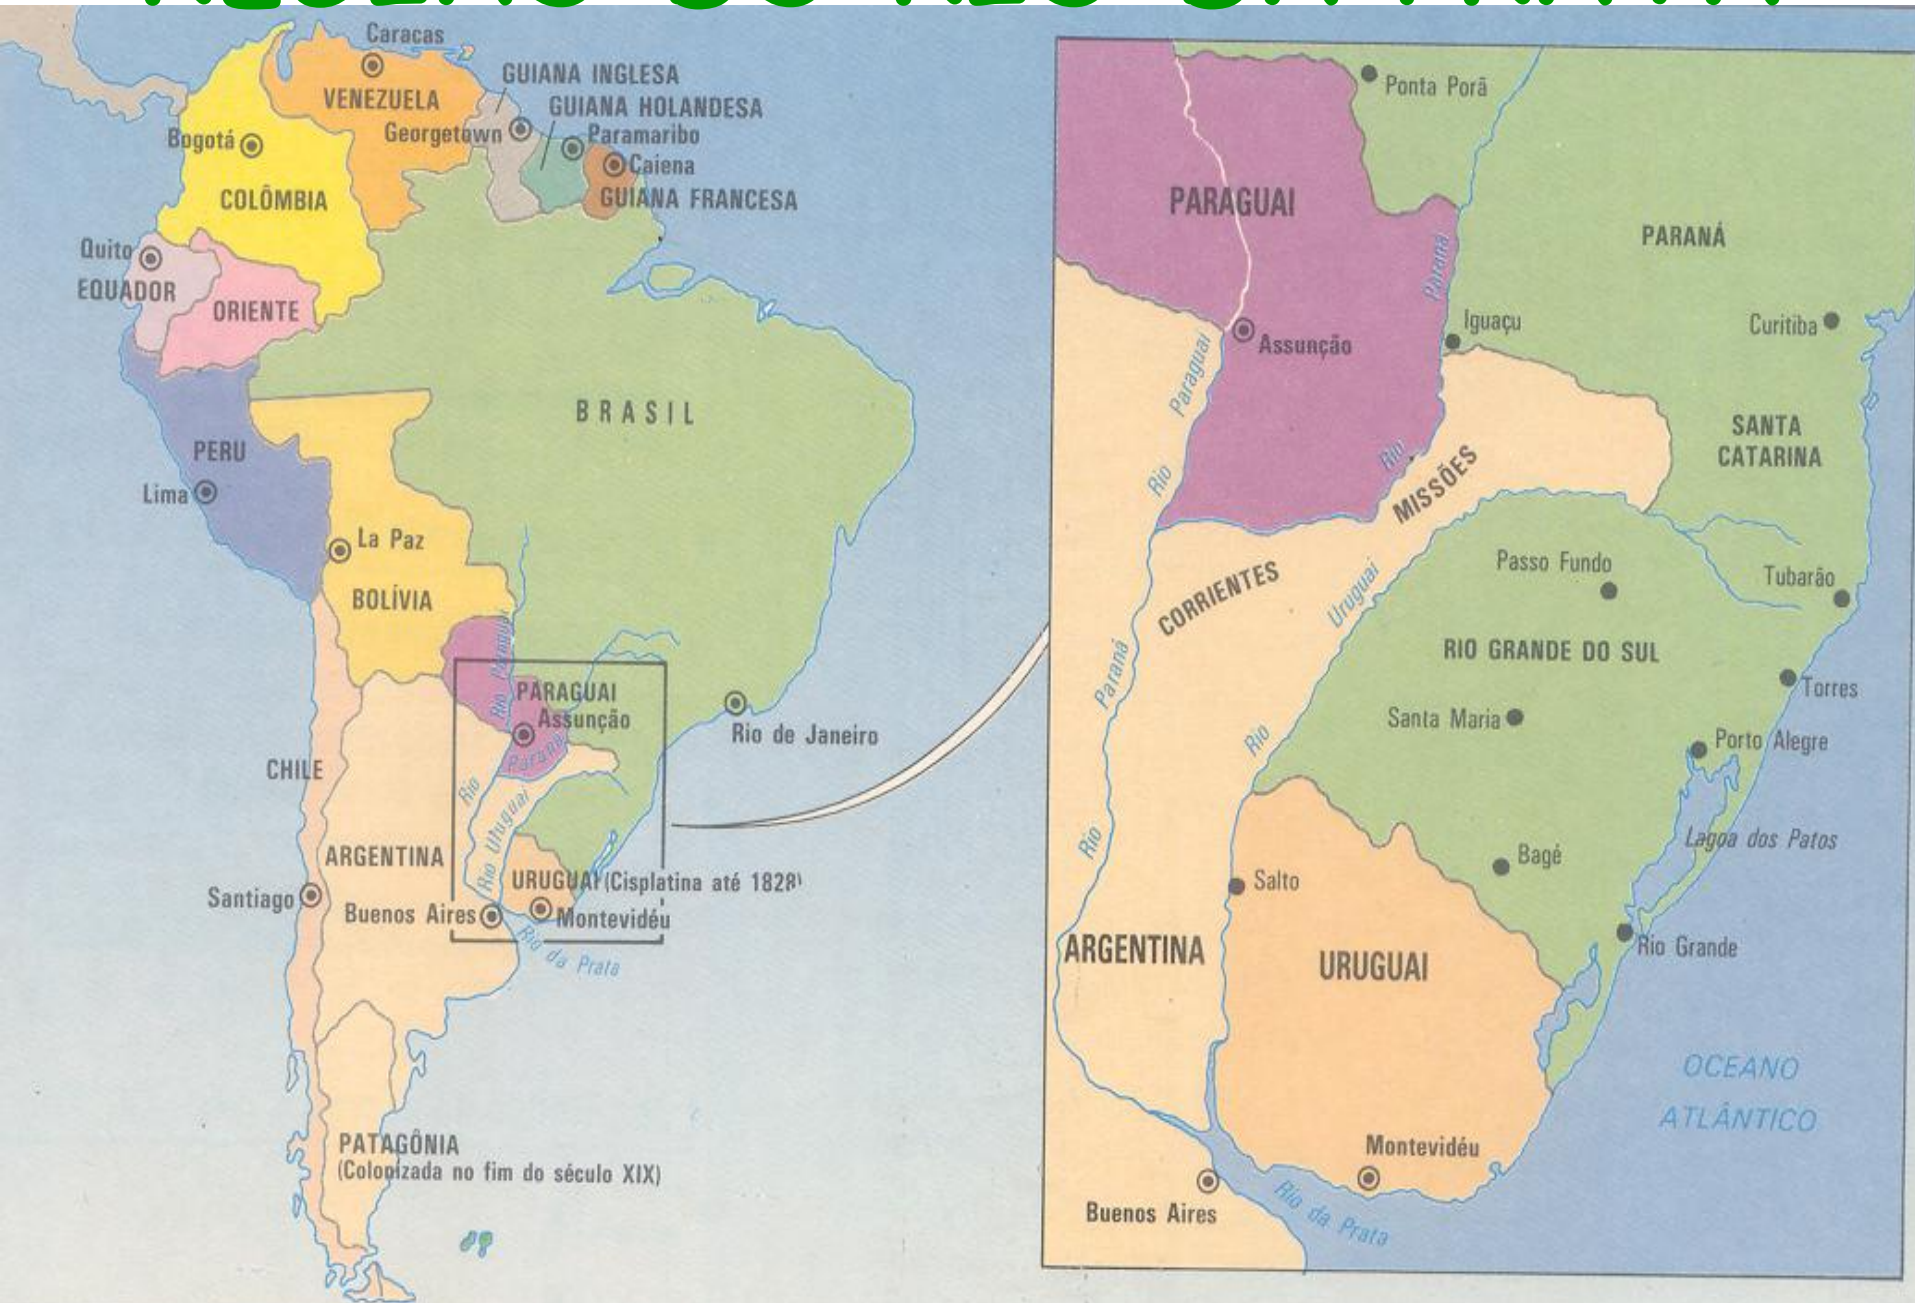 Caracas
VENEZUELA
GUIANA INGLESA
GUIANA HOLANDESA
Georgetown
Paramaribo
Bogotá
Caiena
COLÔMBIA
GUIANA FRANCESA
Quito
EQUADOR
ORIENTE
BRASIL
PERU
Lima
La Paz
BOLÍVIA
Rio Paraguai
PARAGUAI
Assunção
Rio de Janeiro
Paraná
CHILE
Rio
Rio Uruguai
ARGENTINA
URUGUAI (Cisplatina até 1828)
Santiago
Buenos Aires
Montevidéu
Rio da Prata
PATAGÔNIA
(Colonizada no fim do século XIX)
Ponta Porã
PARAGUAI
PARANÁ
Rio Paraná
Iguaçu
Curitiba
Assunção
Rio Paraguai
SANTA
CATARINA
MISSÕES
Passo Fundo
Tubarão
CORRIENTES
Rio Uruguai
RIO GRANDE DO SUL
Rio Paraná
Torres
Santa Maria
Porto Alegre
Lagoa dos Patos
Bagé
Salto
ARGENTINA
URUGUAI
Rio Grande
OCEANO
ATLÂNTICO
Montevidéu
Buenos Aires
Rio da Prata